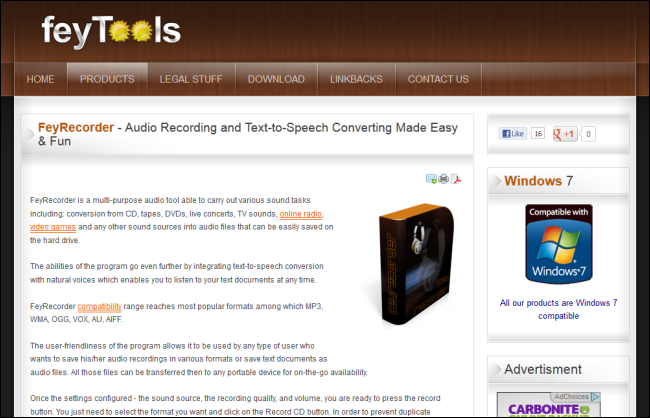 feyTools
HOME PRODUCTS LEGAL STUFF DOWNLOAD LINKBACKS CONTACT US
FeyRecorder - Audio Recording and Text-to-Speech Converting Made Easy
& Fun
FeyRecorder is a multi-purpose audio tool able to carry out various sound tasks
including: conversion from CD, tapes, DVDs, live concerts, TV sounds, online radio,
video games and any other sound sources into audio files that can be easily saved on
the hard drive.
The abilities of the program go even further by integrating text-to-speech conversion
with natural voices which enables you to listen to your text documents at any time.
FeyRecorder compatibility range reaches most popular formats among which MP3,
WMA, OGG, VOX, AU, AIFF.
The user-friendliness of the program allows it to be used by any type of user who
wants to save his/her audio recordings in various formats or save text documents as
audio files. All those files can be transferred then to any portable device for on-the-go availability.
Once the settings configured - the sound source, the recording quality, and volume, you are ready to press the record
button. You just need to select the format you want and click on the Record CD button. In order to prevent duplicate
feyrecorder
Like 16 +1 0
Windows 7
Compatible with
Windows 7
All our products are Windows 7
compatible
Advertisment
AdChoices
CARBONITE